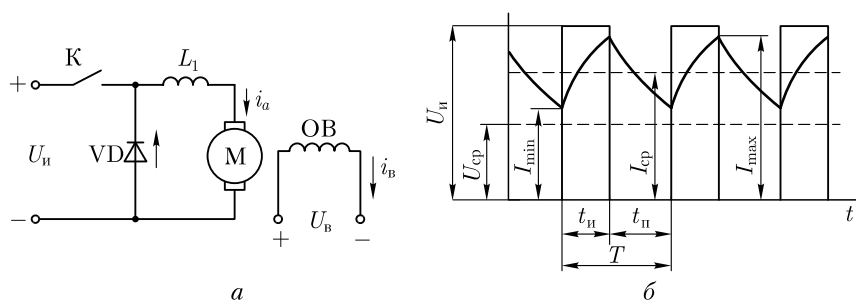 K L₁
+
iₐ
ОВ
Uи VD М
iв
–
+ Uв –
а
Uи
Uср
Imin
Iср
Imax
tи tп
T
t
б